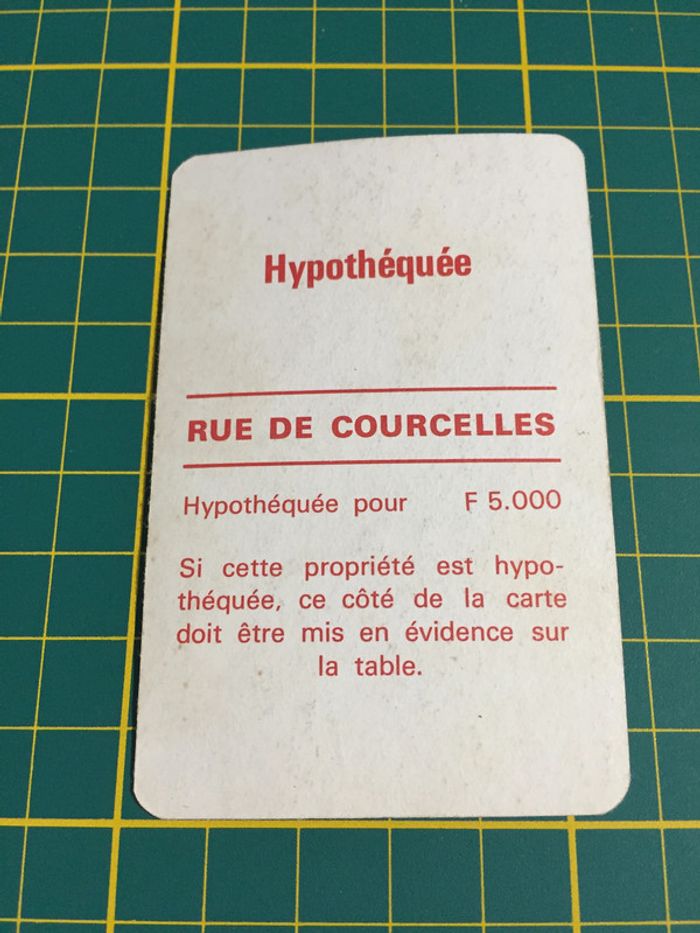 Hypothéquée
RUE DE COURCELLES
Hypothéquée pour F 5.000
Si cette propriété est hypo-
théquée, ce côté de la carte
doit être mis en évidence sur
la table.